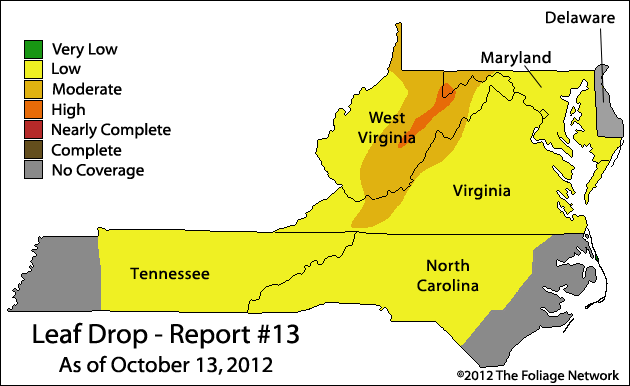 Delaware
Maryland
Very Low
Low
Moderate
High
Nearly Complete
Complete
No Coverage
West
Virginia
Virginia
Tennessee
North
Carolina
Leaf Drop - Report #13
As of October 13, 2012
©2012 The Foliage Network